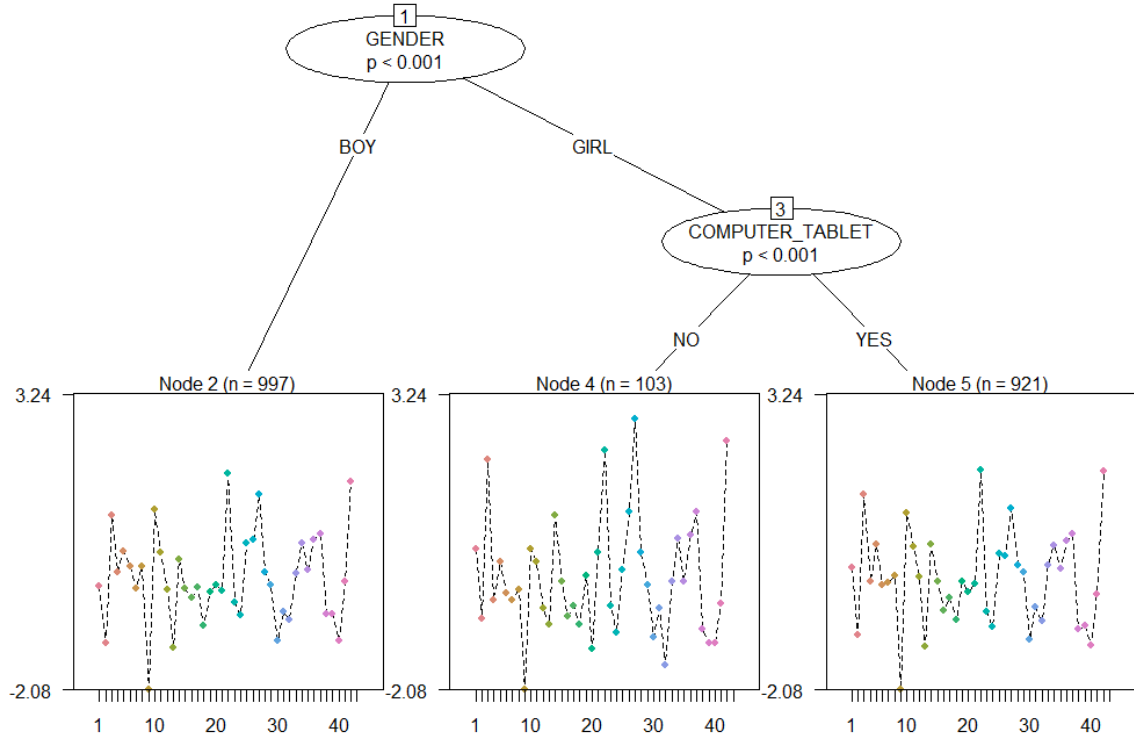 1
GENDER
p < 0.001
BOY
GIRL
3
COMPUTER_TABLET
p < 0.001
NO
YES
Node 2 (n = 997)
3.24
-2.08
1 10 20 30 40
Node 4 (n = 103)
3.24
-2.08
1 10 20 30 40
Node 5 (n = 921)
3.24
-2.08
1 10 20 30 40